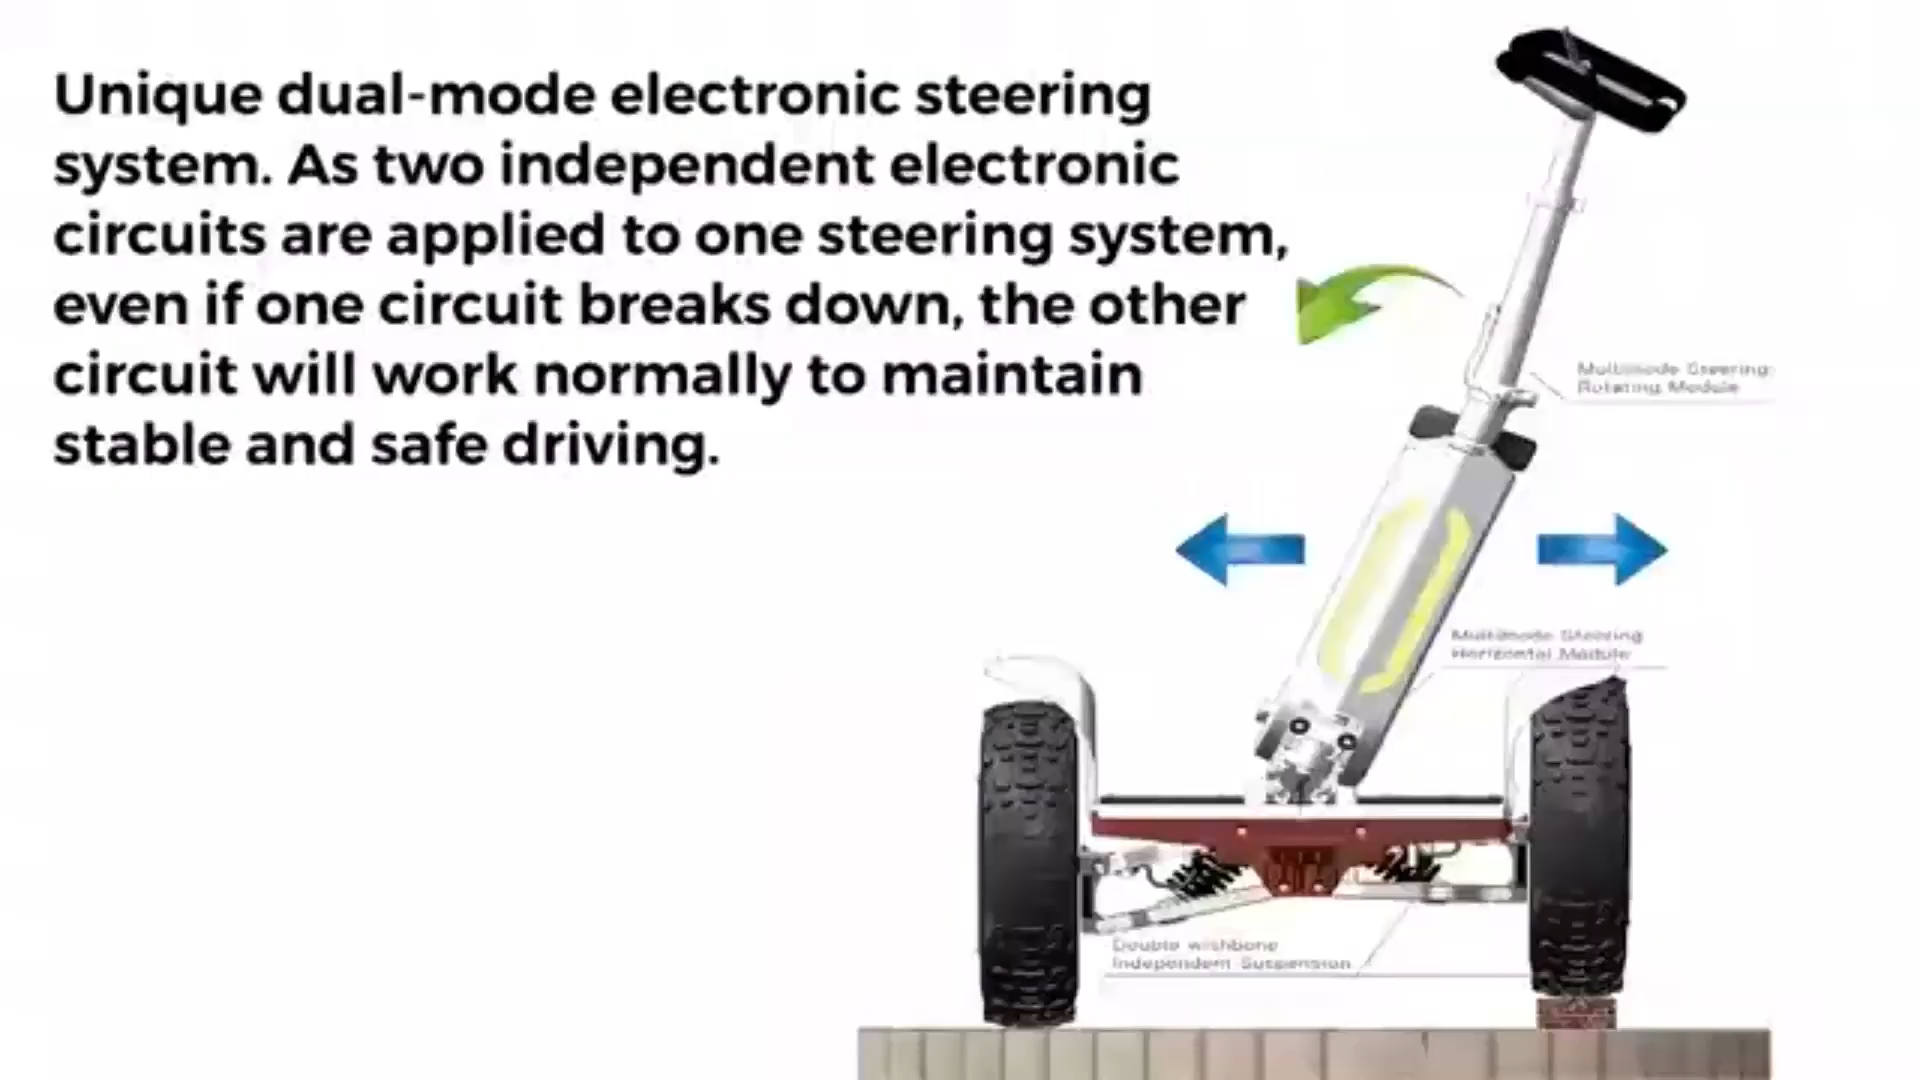 Unique dual-mode electronic steering
system. As two independent electronic
circuits are applied to one steering system,
even if one circuit breaks down, the other
circuit will work normally to maintain
stable and safe driving.
Multimode Steering
Rotating Module
Multimode Steering
Horizontal Module
Double wishbone
Independent Suspension